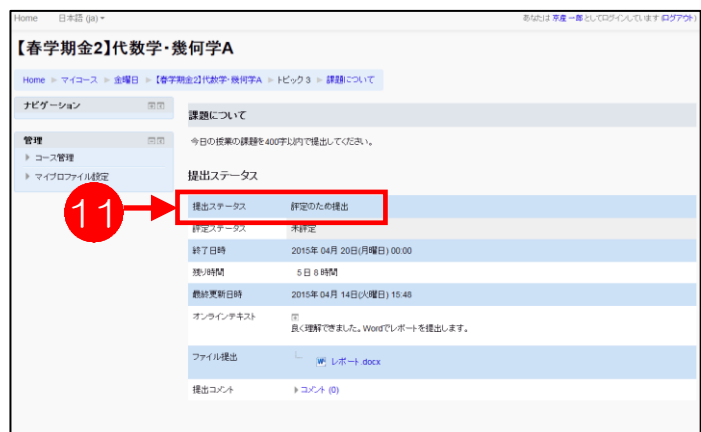 Home 日本語 (ja)
あなたは 京産 一郎 としてログインしています (ログアウト)
【春学期金2】代数学・幾何学A
Home ► マイコース ► 金曜日 ► 【春学期金2】代数学・幾何学A ► トピック 3 ► 課題について
ナビゲーション
管理
コース管理
マイプロファイル設定
課題について
今日の授業の課題を400字以内で提出してください。
提出ステータス
11
提出ステータス 評定のため提出
評定ステータス 未評定
終了日時 2015年 04月 20日(月曜日) 00:00
残り時間 5 日 8 時間
最終更新日時 2015年 04月 14日(火曜日) 15:48
オンラインテキスト
良く理解できました。Wordでレポートを提出します。
ファイル提出 レポート.docx
提出コメント コメント (0)